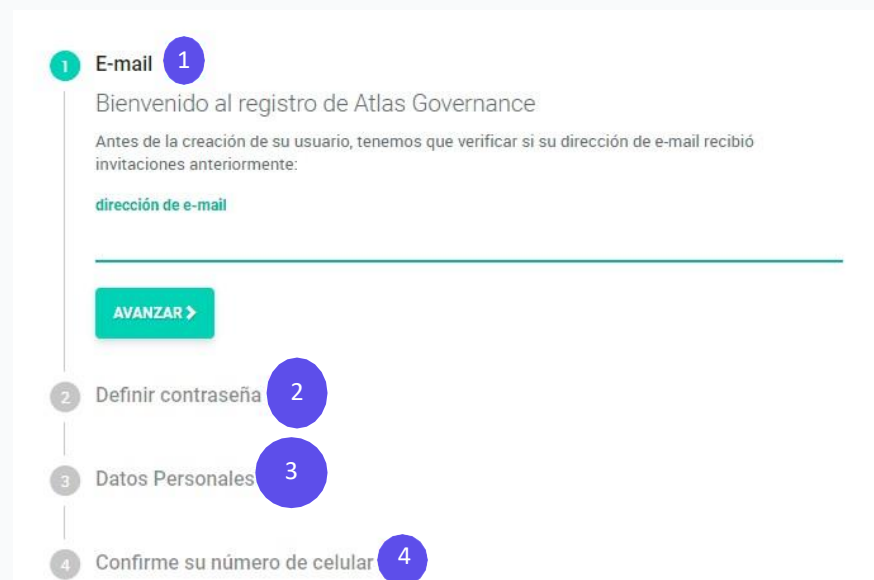 1 E-mail 1
Bienvenido al registro de Atlas Governance
Antes de la creación de su usuario, tenemos que verificar si su dirección de e-mail recibió
invitaciones anteriormente:
dirección de e-mail
AVANZAR
2 Definir contraseña 2
3 Datos Personales 3
4 Confirme su número de celular 4